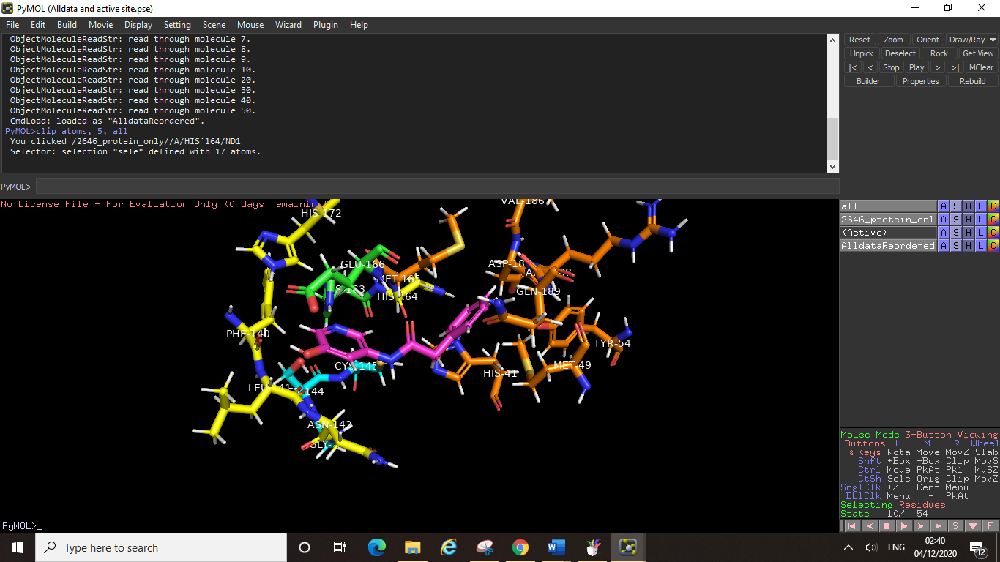 PyMOL (Alldata and active site.pse)
File Edit Build Movie Display Setting Scene Mouse Wizard Plugin Help
ObjectMoleculeReadStr: read through molecule 7.
ObjectMoleculeReadStr: read through molecule 8.
ObjectMoleculeReadStr: read through molecule 9.
ObjectMoleculeReadStr: read through molecule 10.
ObjectMoleculeReadStr: read through molecule 20.
ObjectMoleculeReadStr: read through molecule 30.
ObjectMoleculeReadStr: read through molecule 40.
ObjectMoleculeReadStr: read through molecule 50.
CmdLoad: loaded as "AlldataReordered".
PyMOL>clip atoms, 5, all
You clicked /2646_protein_only//A/HIS`164/ND1
Selector: selection "sele" defined with 17 atoms.
PyMOL>
Reset Zoom Orient Draw/Ray
Unpick Deselect Rock Get View
|< < Stop Play > >| MClear
Builder Properties Rebuild
No License File - For Evaluation Only (0 days remaining)
VAL-186
HIS-172
GLU-166
ASP-18
MET-165
HIS-164
GLN-189
PHE-140
TYR-54
CYS-145
MET-49
HIS-41
LEU-141
144
ASN-142
GLY-
all A S H L C
2646_protein_onl A S H L C
(Active) A S H L C
AlldataReordered A S H L C
Mouse Mode 3-Button Viewing
Buttons L M R Wheel
& Keys Rota Move MovZ Slab
Shft +Box -Box Clip MovS
Ctrl Move PkAt Pk1 MvSZ
CtSh Sele Orig Clip MovZ
SnglClk +/- Cent Menu
DblClk Menu - PkAt
Selecting Residues
State 10/ 54
S F
PyMOL>_
Type here to search
ENG
02:40
04/12/2020
12